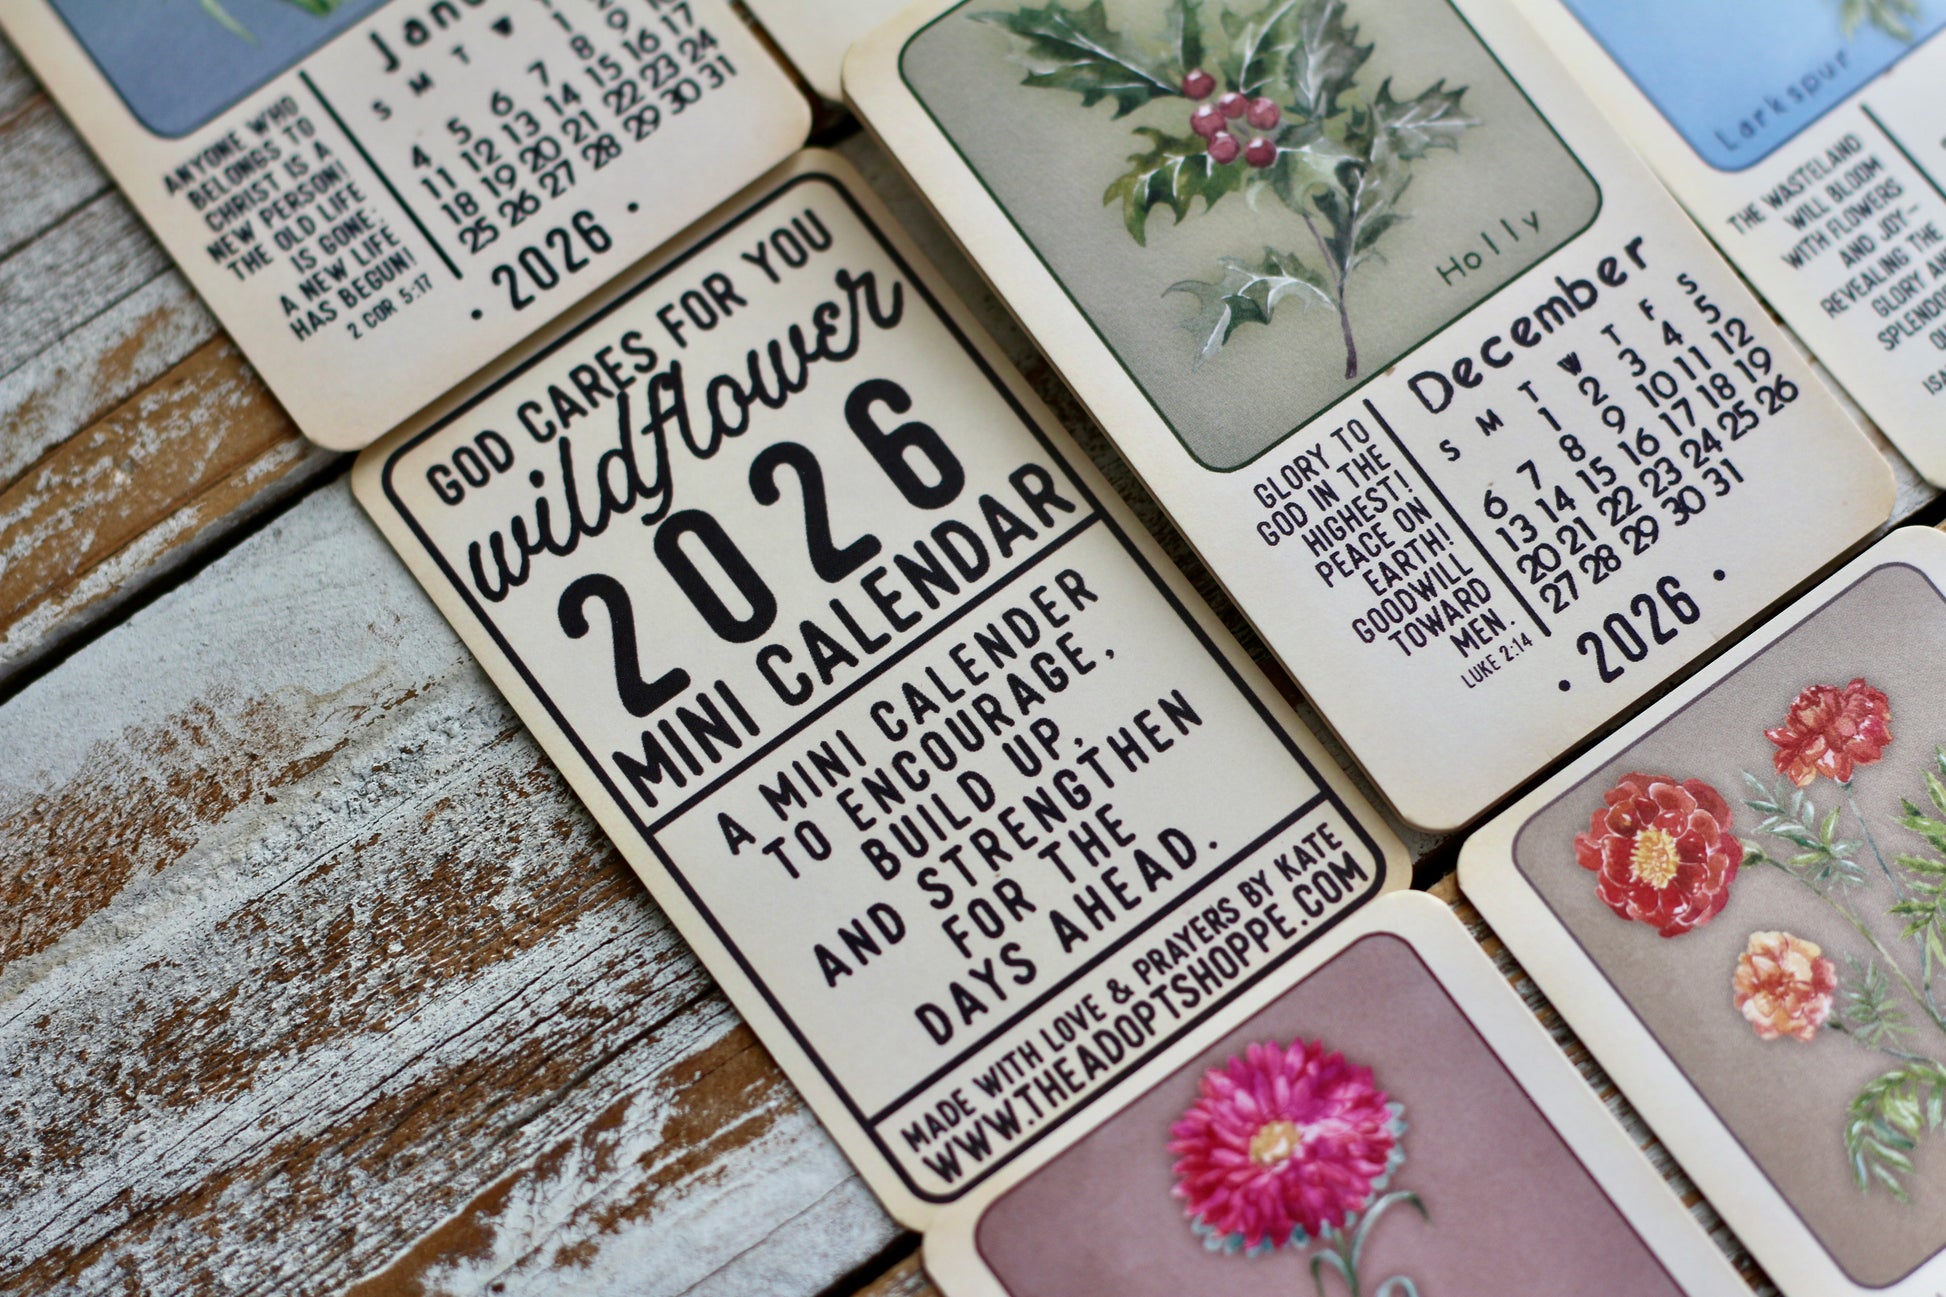 Janu
S M T W
1 2
4 5 6 7 8 9 10
11 12 13 14 15 16 17
18 19 20 21 22 23 24
25 26 27 28 29 30 31
ANYONE WHO
BELONGS TO
CHRIST IS A
NEW PERSON!
THE OLD LIFE
IS GONE;
A NEW LIFE
HAS BEGUN!
2 COR 5:17
• 2026 •
GOD CARES FOR YOU
wildflower
2026
MINI CALENDAR
A MINI CALENDER
TO ENCOURAGE,
BUILD UP,
AND STRENGTHEN
FOR THE
DAYS AHEAD.
MADE WITH LOVE & PRAYERS BY KATE
WWW.THEADOPTSHOPPE.COM
Holly
December
S M T W T F S
1 2 3 4 5
6 7 8 9 10 11 12
13 14 15 16 17 18 19
20 21 22 23 24 25 26
27 28 29 30 31
GLORY TO
GOD IN THE
HIGHEST!
PEACE ON
EARTH!
GOODWILL
TOWARD
MEN.
LUKE 2:14
• 2026 •
Larkspur
THE WASTELAND
WILL BLOOM
WITH FLOWERS
AND JOY—
REVEALING THE
GLORY AND